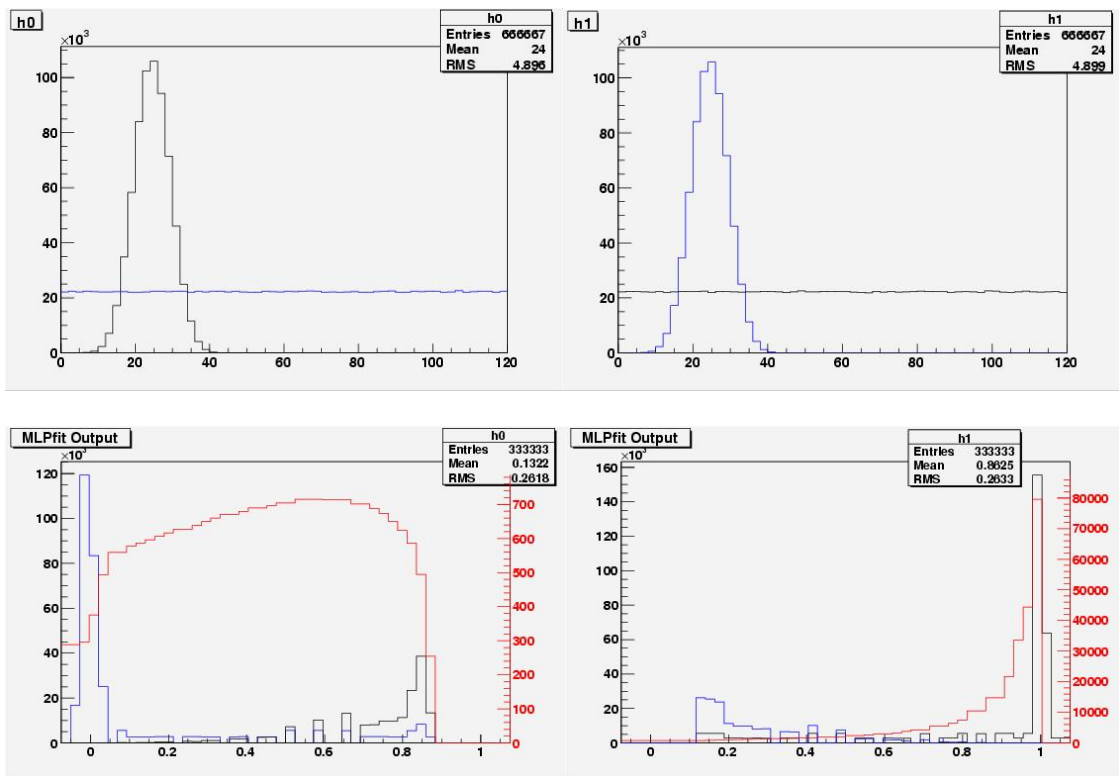 h0
h0
Entries 666667
Mean 24
RMS 4.896
×10³
100
80
60
40
20
0
0 20 40 60 80 100 120
h1
h1
Entries 666667
Mean 24
RMS 4.899
×10³
100
80
60
40
20
0
0 20 40 60 80 100 120
MLPfit Output
h0
Entries 333333
Mean 0.1322
RMS 0.2618
×10³
120
100
80
60
40
20
0
700
600
500
400
300
200
100
0
0 0.2 0.4 0.6 0.8 1
MLPfit Output
h1
Entries 333333
Mean 0.8625
RMS 0.2633
×10³
160
140
120
100
80
60
40
20
0
80000
70000
60000
50000
40000
30000
20000
10000
0
0 0.2 0.4 0.6 0.8 1